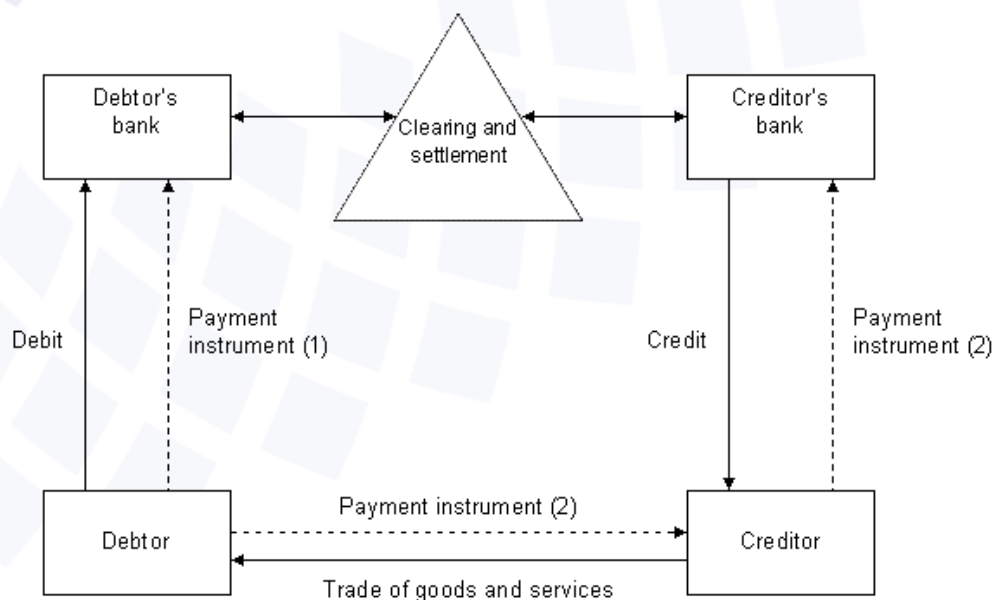 Debtor's
bank
Clearing and
settlement
Creditor's
bank
Debit
Payment
instrument (1)
Credit
Payment
instrument (2)
Payment instrument (2)
Debtor
Creditor
Trade of goods and services